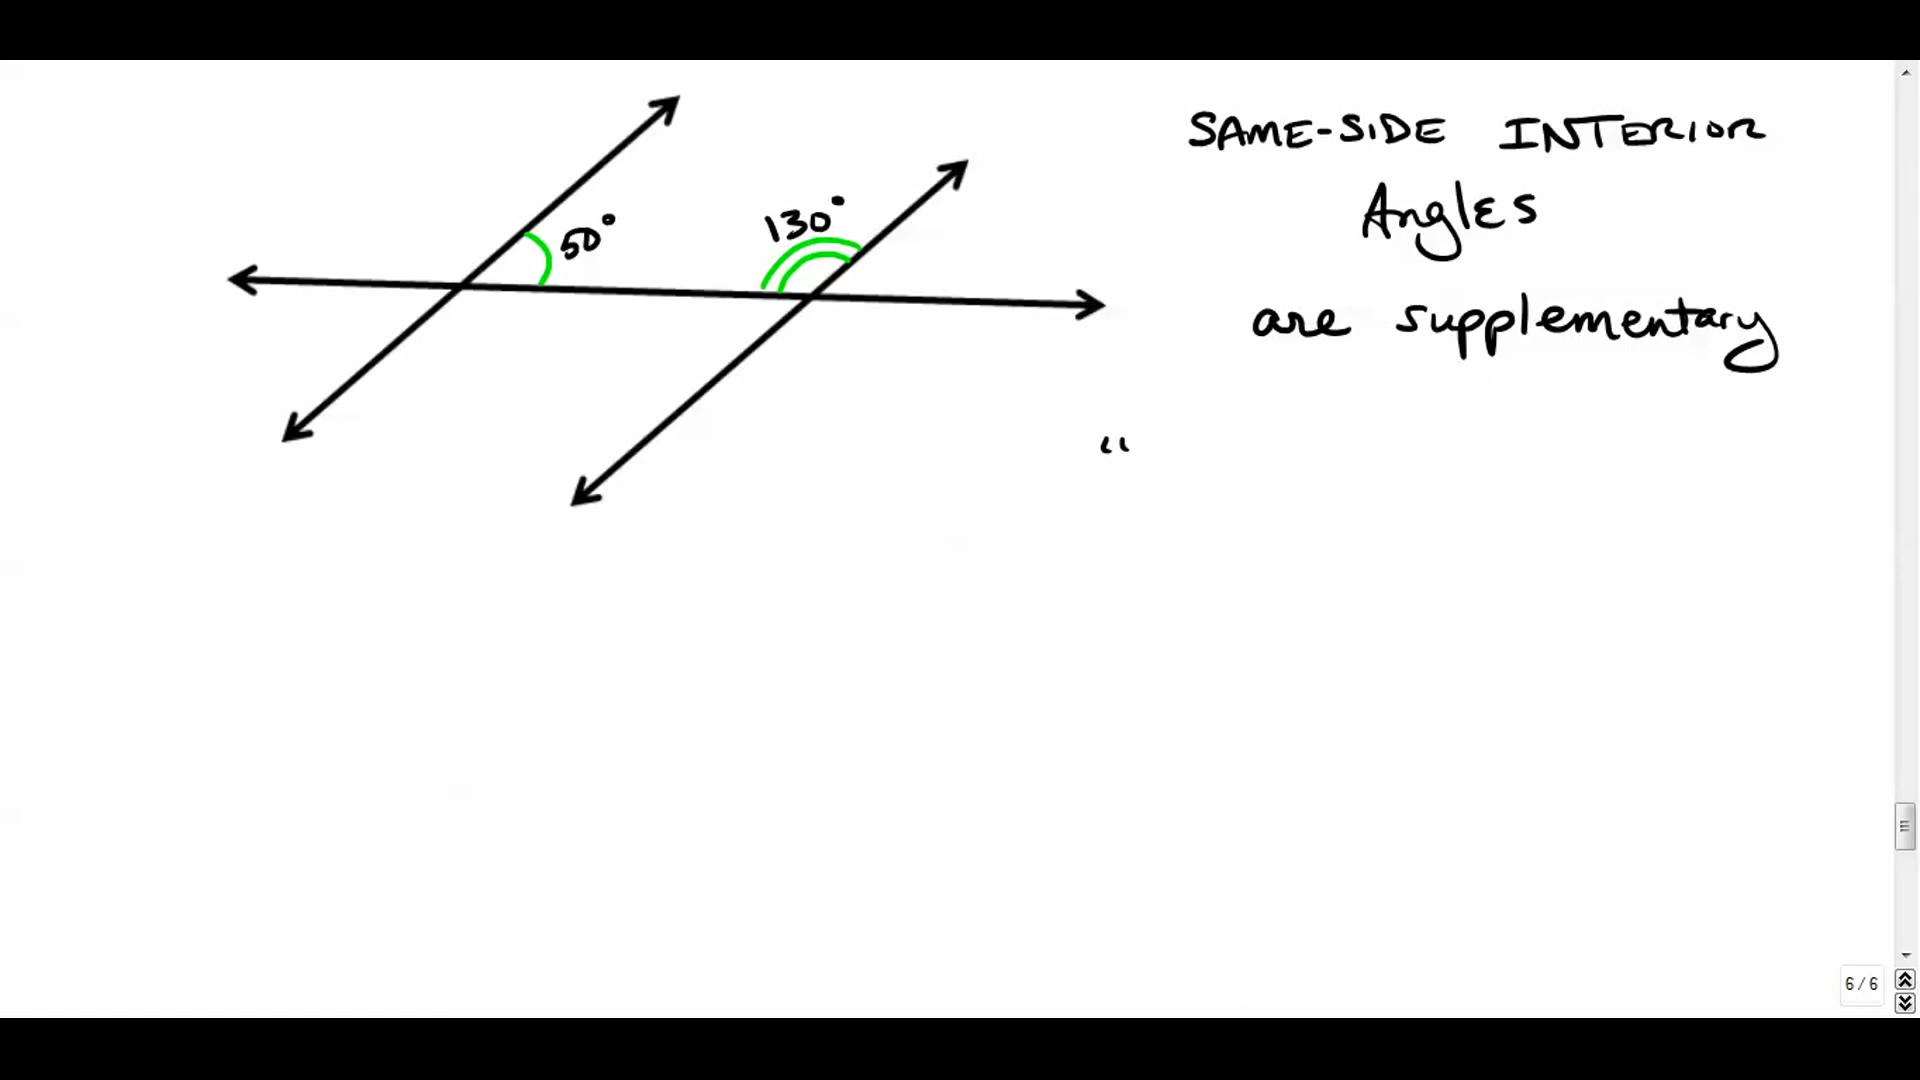 SAME-SIDE INTERIOR
AnglES
50° 130°
are supplementary
“
6/6